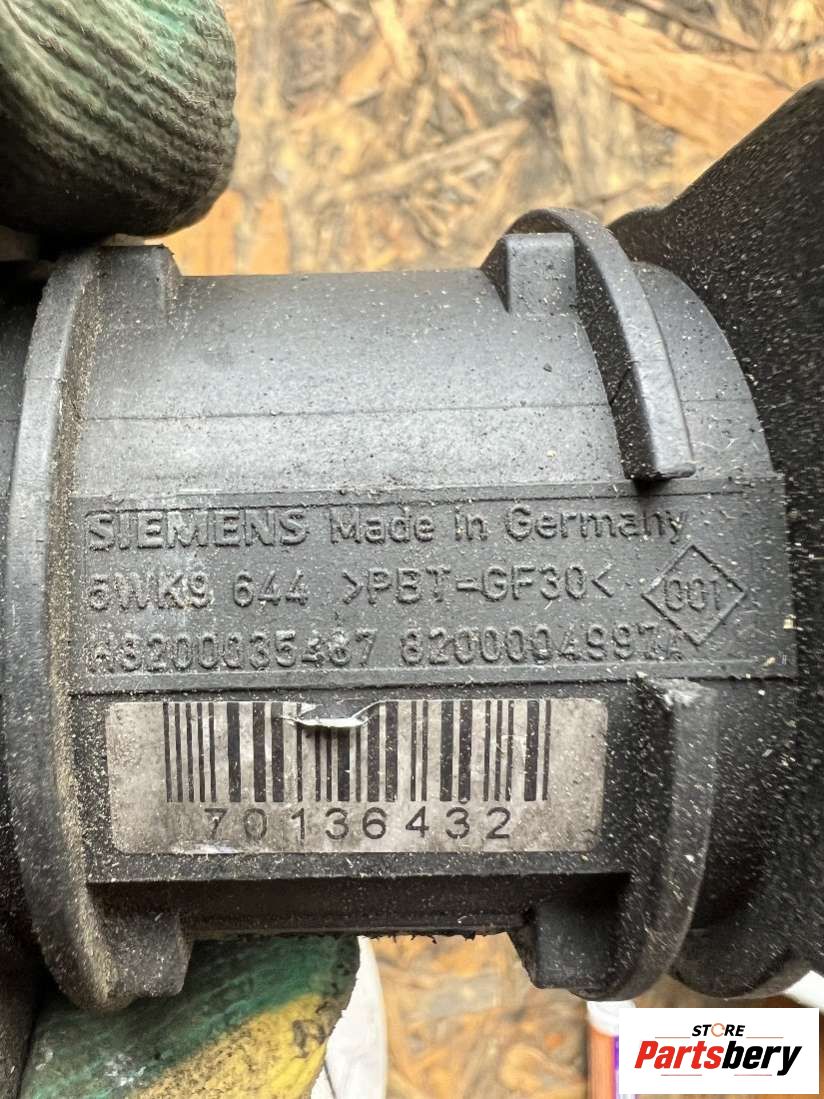 SIEMENS Made in Germany
5WK9 644 >PBT-GF30< 001
H8200035487 8200004997A
70136432
STORE
Partsbery